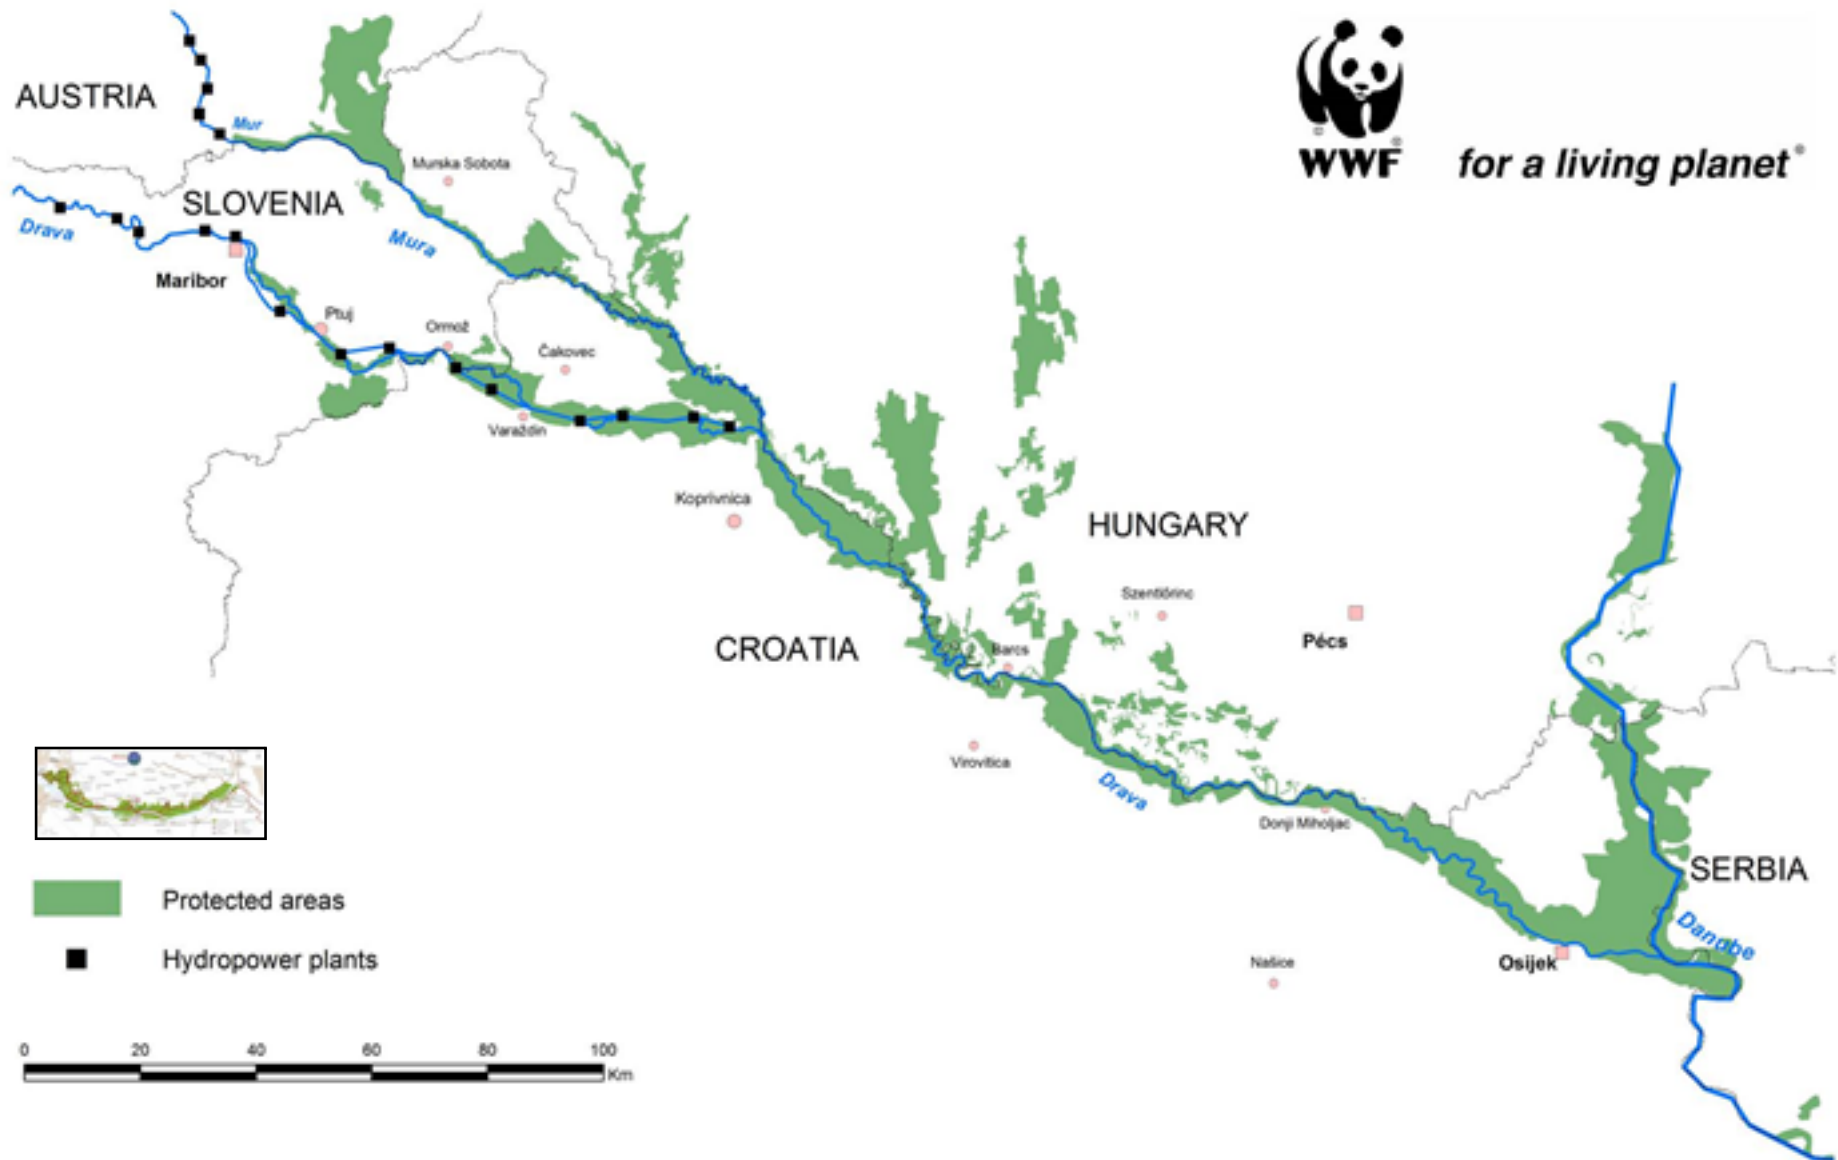 AUSTRIA
Mur
Murska Sobota
SLOVENIA
Drava
Mura
Maribor
Ptuj
Ormož
Čakovec
Varaždin
Koprivnica
HUNGARY
Szentlőrinc
Pécs
CROATIA
Barcs
Virovitica
Drava
Donji Miholjac
SERBIA
Danube
Osijek
Našice
© ®
WWF
for a living planet®
Protected areas
Hydropower plants
0 20 40 60 80 100
Km